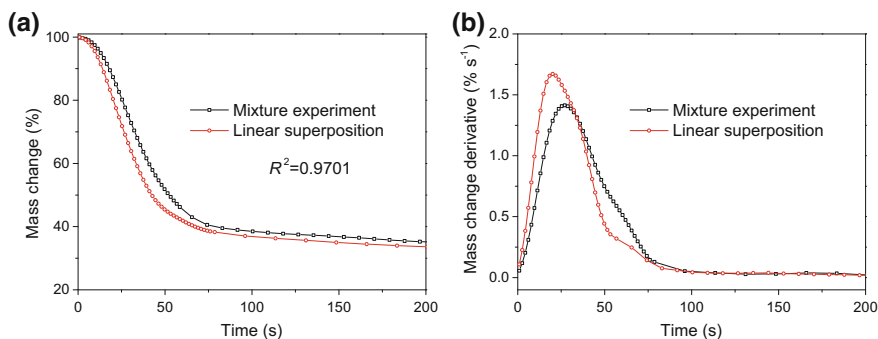 (a)
100
80
60
40
20
0
50
100
150
200
Mass change (%)
Time (s)
Mixture experiment
Linear superposition
R²=0.9701
(b)
2.0
1.5
1.0
0.5
0.0
0
50
100
150
200
Mass change derivative (% s⁻¹)
Time (s)
Mixture experiment
Linear superposition